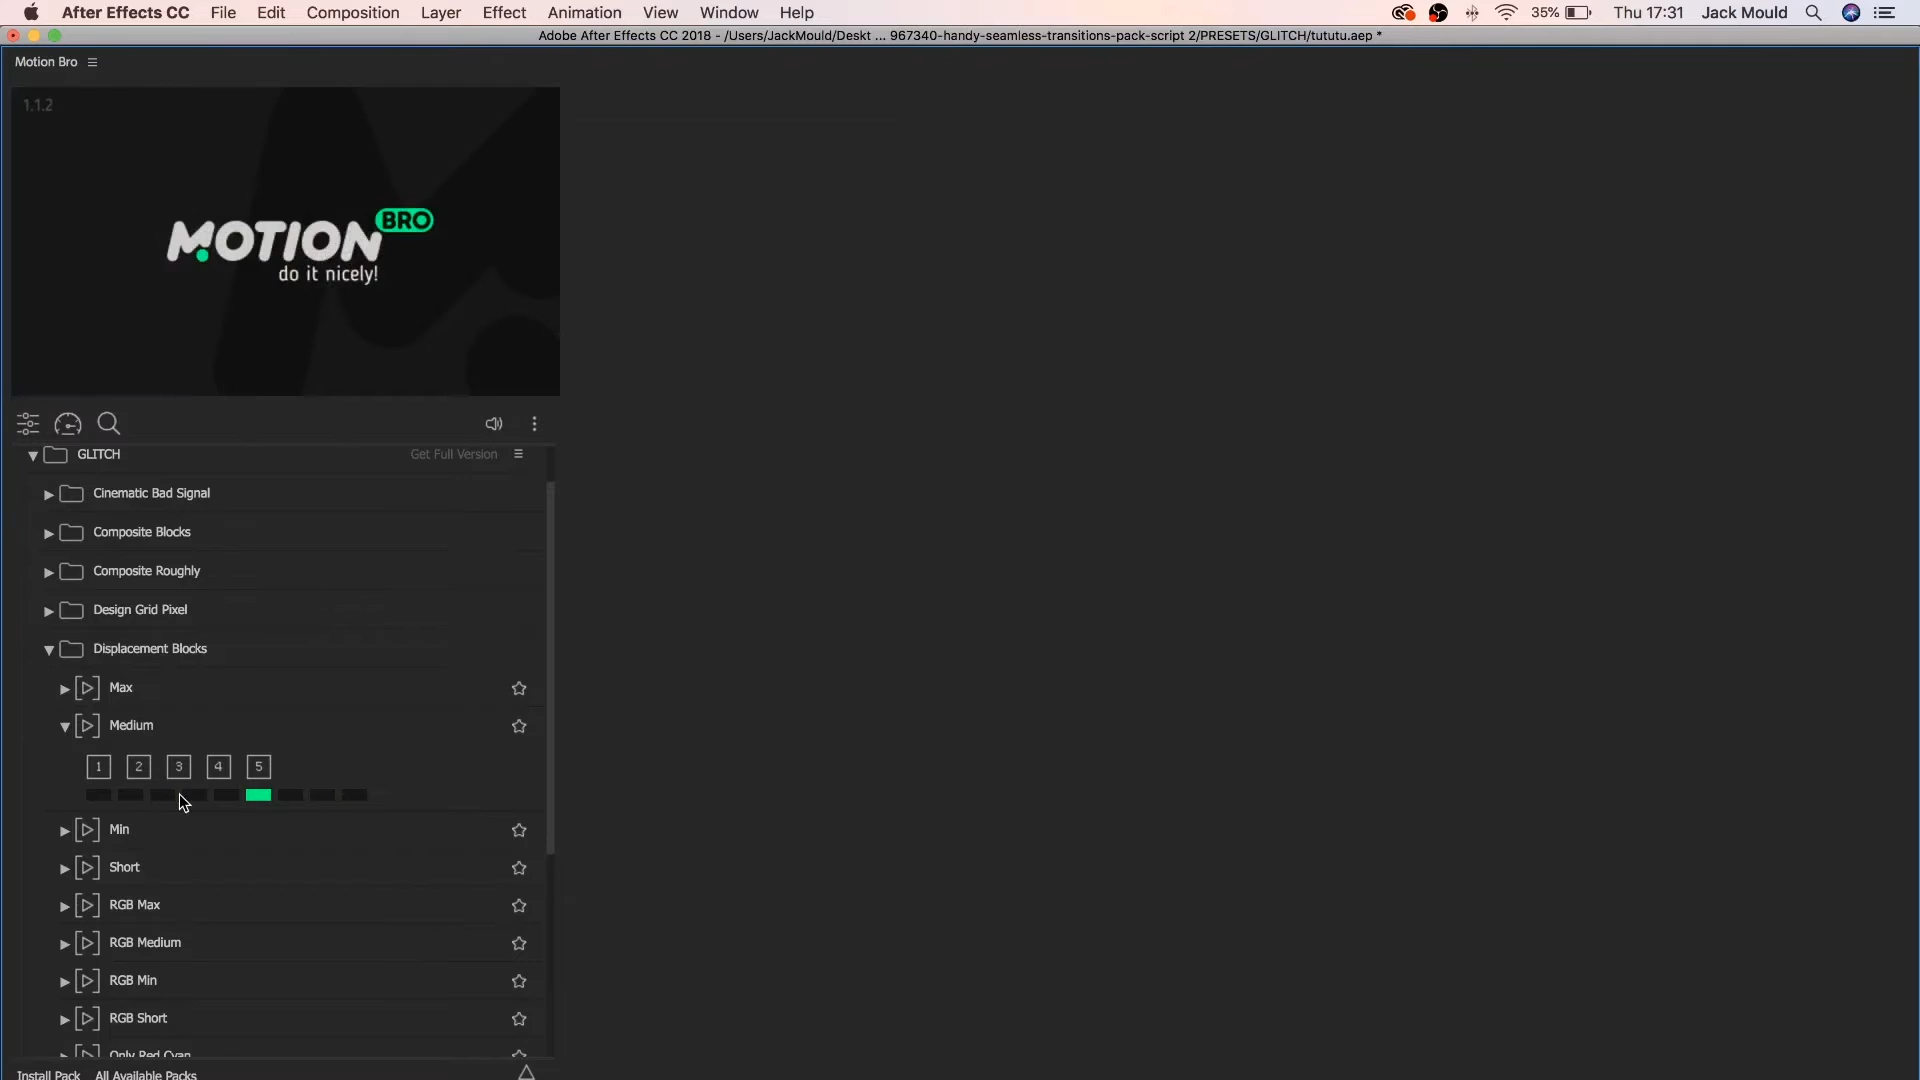 After Effects CC File Edit Composition Layer Effect Animation View Window Help 35% Thu 17:31 Jack Mould
Adobe After Effects CC 2018 - /Users/JackMould/Deskt ... 967340-handy-seamless-transitions-pack-script 2/PRESETS/GLITCH/tututu.aep *
Motion Bro
1.1.2
MOTION BRO
do it nicely!
GLITCH Get Full Version
Cinematic Bad Signal
Composite Blocks
Composite Roughly
Design Grid Pixel
Displacement Blocks
Max
Medium
1 2 3 4 5
Min
Short
RGB Max
RGB Medium
RGB Min
RGB Short
Only Red Cyan
Install Pack All Available Packs